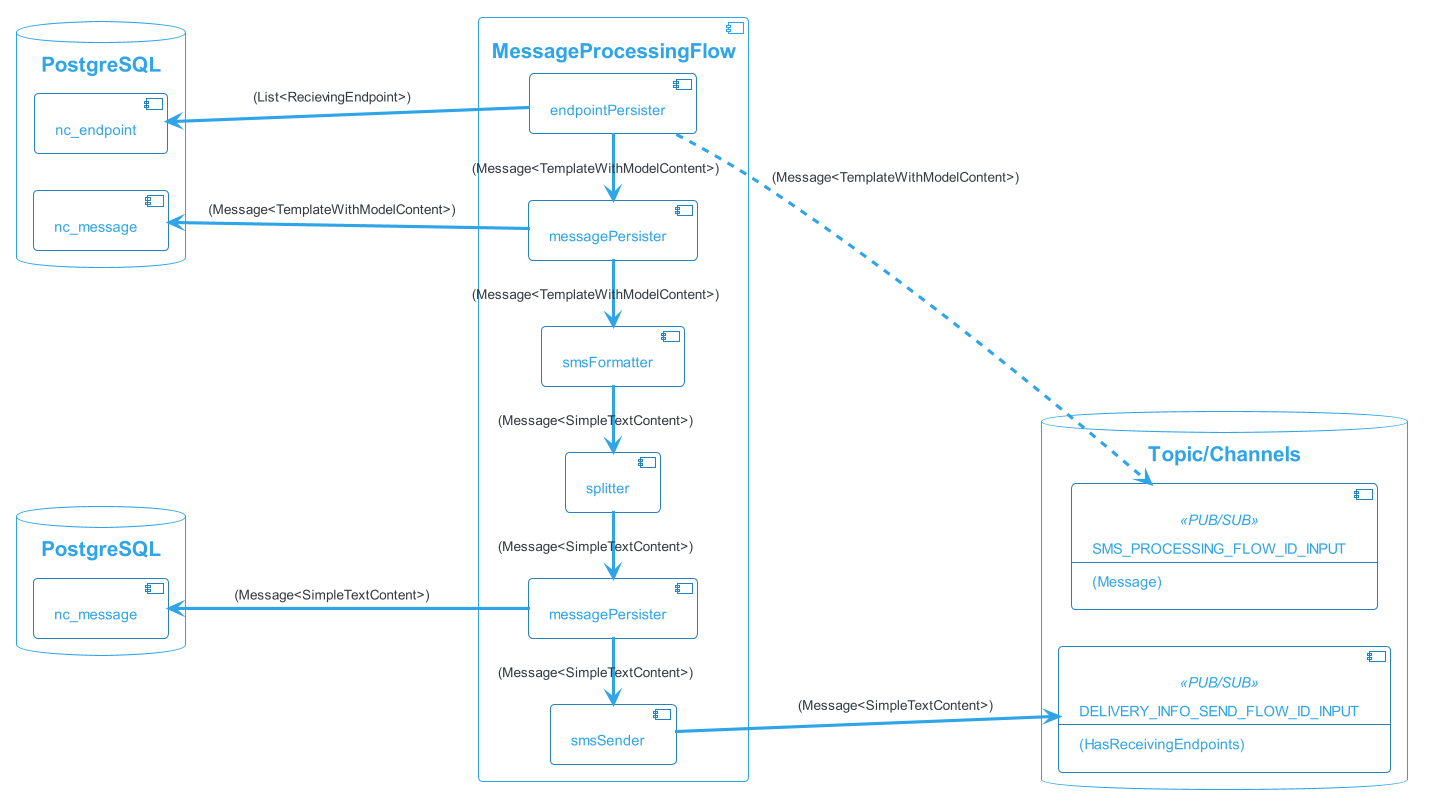 PostgreSQL
nc_endpoint
nc_message
(List<RecievingEndpoint>)
(Message<TemplateWithModelContent>)
MessageProcessingFlow
endpointPersister
(Message<TemplateWithModelContent>)
messagePersister
(Message<TemplateWithModelContent>)
smsFormatter
(Message<SimpleTextContent>)
splitter
(Message<SimpleTextContent>)
messagePersister
(Message<SimpleTextContent>)
smsSender
(Message<TemplateWithModelContent>)
PostgreSQL
nc_message
(Message<SimpleTextContent>)
(Message<SimpleTextContent>)
Topic/Channels
«PUB/SUB»
SMS_PROCESSING_FLOW_ID_INPUT
(Message)
«PUB/SUB»
DELIVERY_INFO_SEND_FLOW_ID_INPUT
(HasReceivingEndpoints)